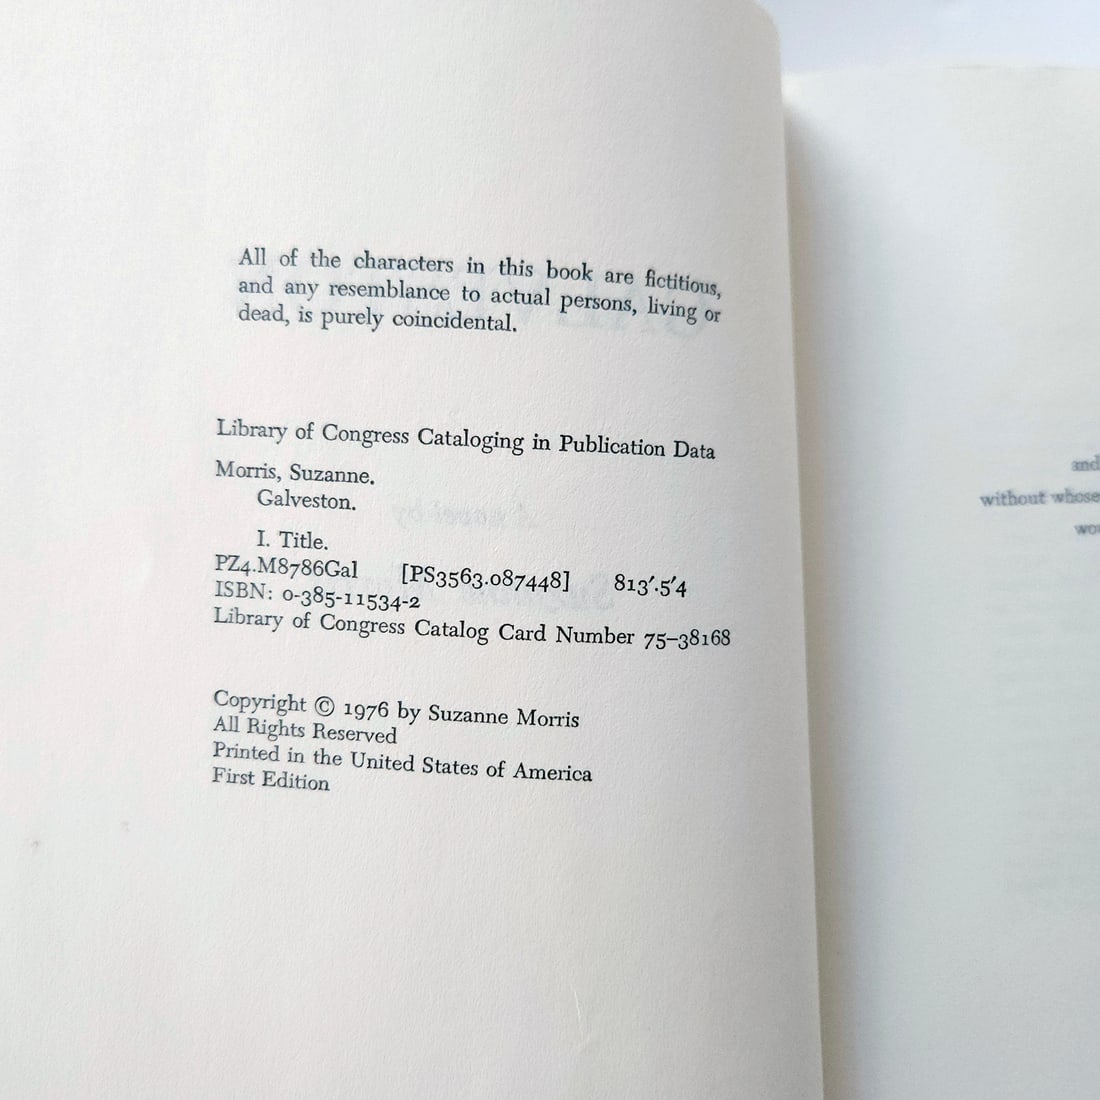 All of the characters in this book are fictitious,
and any resemblance to actual persons, living or
dead, is purely coincidental.
Library of Congress Cataloging in Publication Data
Morris, Suzanne.
Galveston.
I. Title.
PZ4.M8786Gal [PS3563.o87448] 813'.5'4
ISBN: 0-385-11534-2
Library of Congress Catalog Card Number 75–38168
Copyright © 1976 by Suzanne Morris
All Rights Reserved
Printed in the United States of America
First Edition
and
without whose